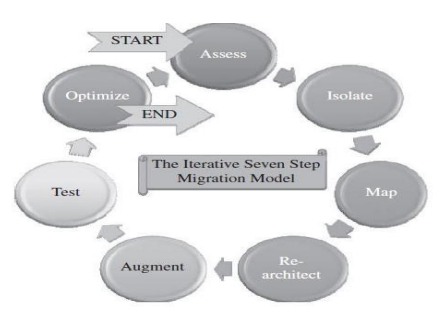 START
Assess
Isolate
Map
Re-
architect
Augment
Test
Optimize
END
The Iterative Seven Step
Migration Model